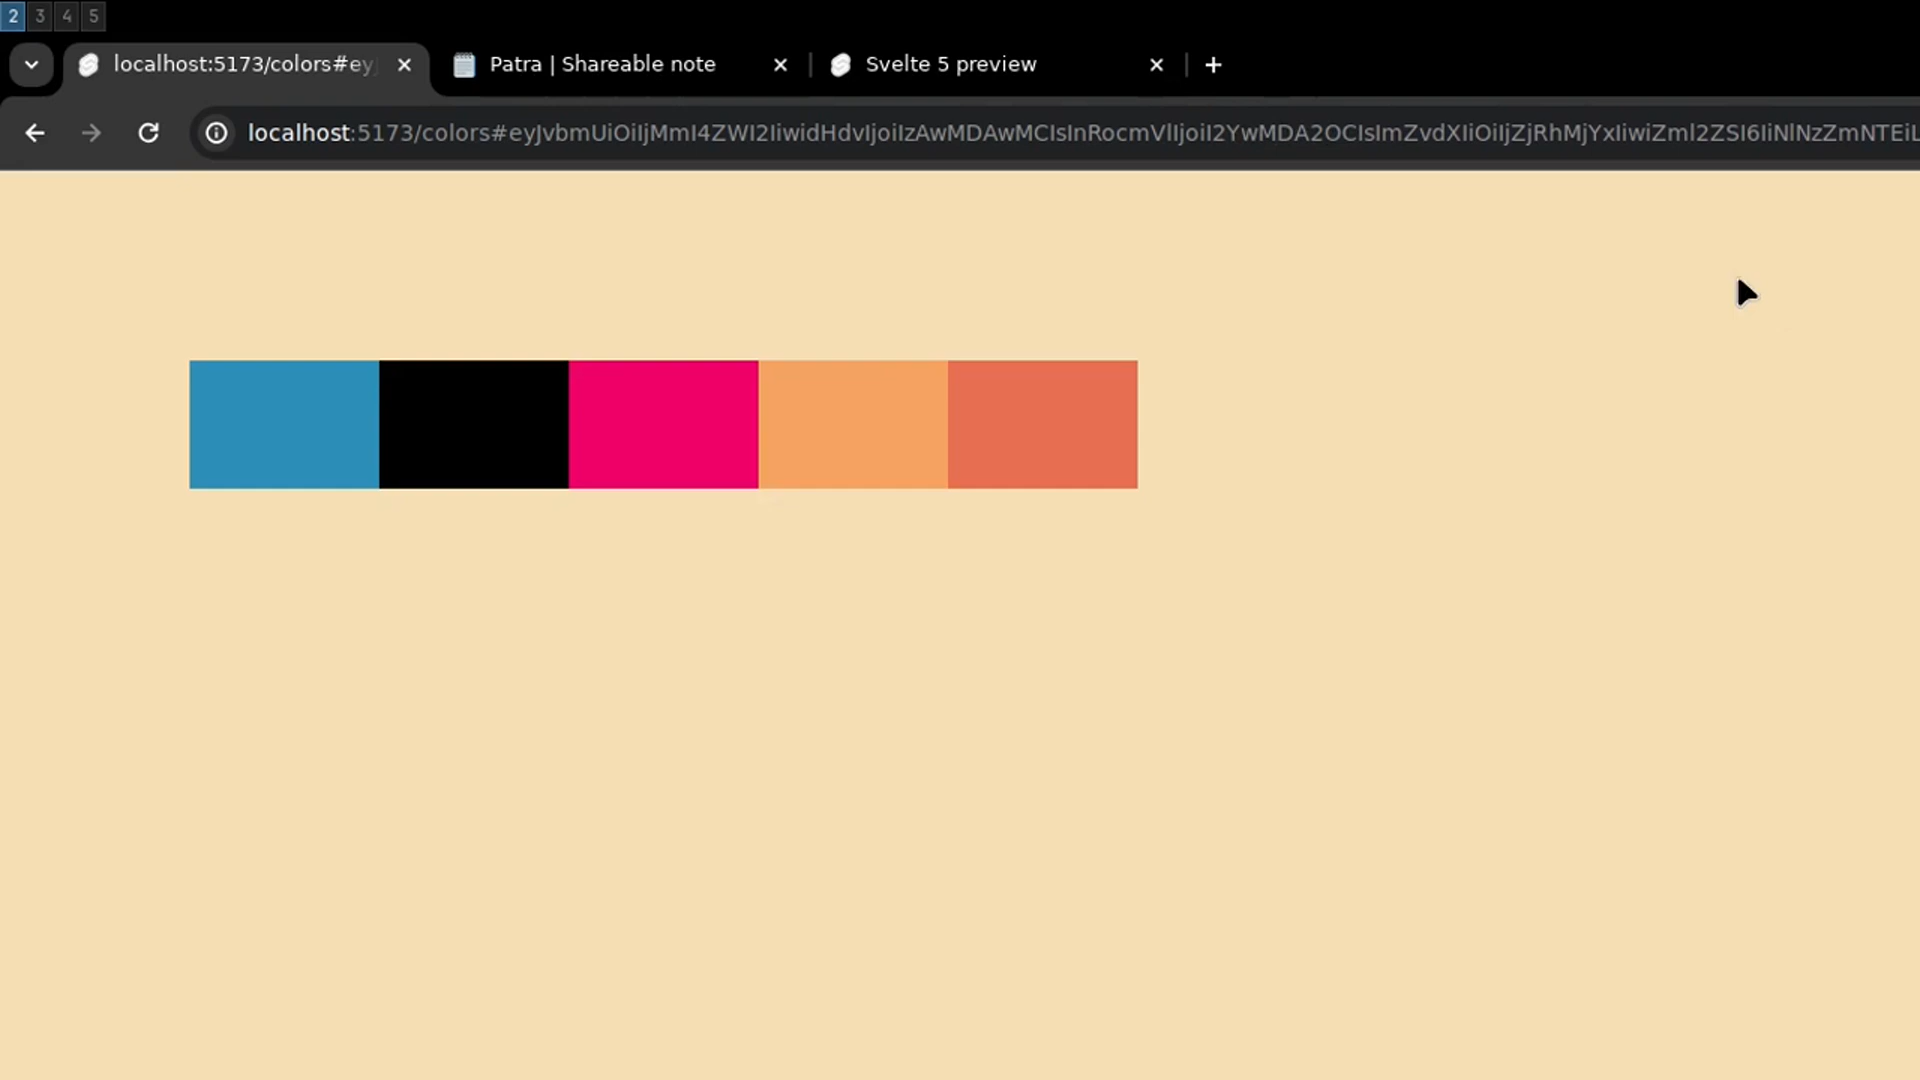 2 3 4 5
localhost:5173/colors#ey
Patra | Shareable note
Svelte 5 preview
localhost:5173/colors#eyJvbmUiOiIjMmI4ZWI2IiwidHdvIjoiIzAwMDAwMCIsInRocmVlIjoiI2YwMDA2OCIsImZvdXIiOiIjZjRhMjYxIiwiZml2ZSI6IiNlNzZmNTEiL